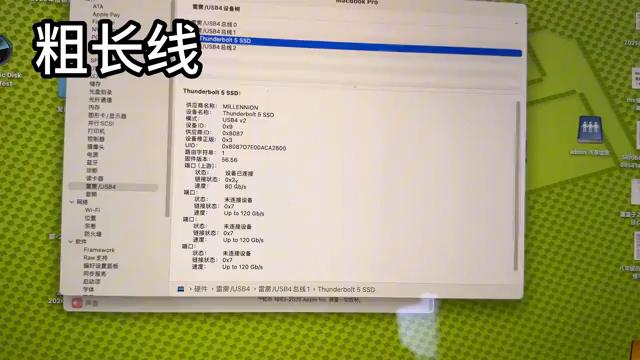 粗长线
MacBook Pro
雷雳/USB4 设备树
ATA
Apple Pay
雷雳/USB4 总线 0
雷雳/USB4 总线 1
Thunderbolt 5 SSD
雷雳/USB4 总线 2
储存
光盘刻录
光纤通道
内存
图形卡/显示器
并行SCSI
打印机
控制器
摄像头
电源
蓝牙
诊断
读卡器
雷雳/USB4
音频
网络
Wi-Fi
位置
宗卷
防火墙
软件
Framework
Raw 支持
偏好设置面板
同步服务
启动项
字体
Thunderbolt 5 SSD:
供应商名称: MILLENNION
设备名称: Thunderbolt 5 SSD
模式: USB4 v2
设备 ID: 0x9
供应商 ID: 0x8087
设备修正版: 0x3
UID: 0x8087D7E00ACA2800
路由字符串: 1
固件版本: 56.56
端口 (上游):
状态: 设备已连接
链接状态: 0x2
速度: 80 Gb/s
端口:
状态: 未连接设备
链接状态: 0x7
速度: Up to 120 Gb/s
端口:
状态: 未连接设备
链接状态: 0x7
速度: Up to 120 Gb/s
端口:
状态: 未连接设备
链接状态: 0x7
速度: Up to 120 Gb/s
硬件 › 雷雳/USB4 › 雷雳/USB4 总线 1 › Thunderbolt 5 SSD
声音